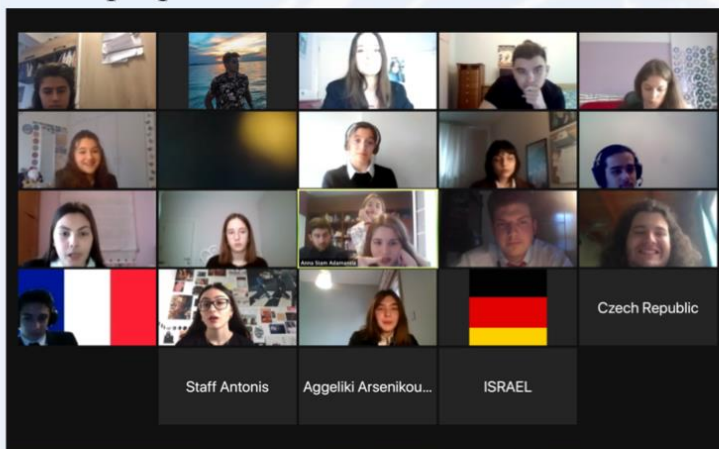 Anna Siam Adamantia
Czech Republic
Staff Antonis
Aggeliki Arsenikou...
ISRAEL